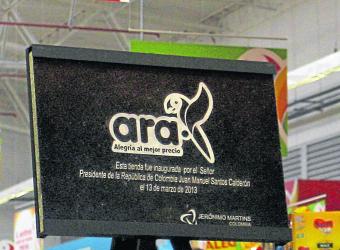 ara
Alegría al mejor precio
Esta tienda fue inaugurada por el Señor
Presidente de la República de Colombia Juan Manuel Santos Calderón
el 13 de marzo de 2013
JERÓNIMO MARTINS
COLOMBIA